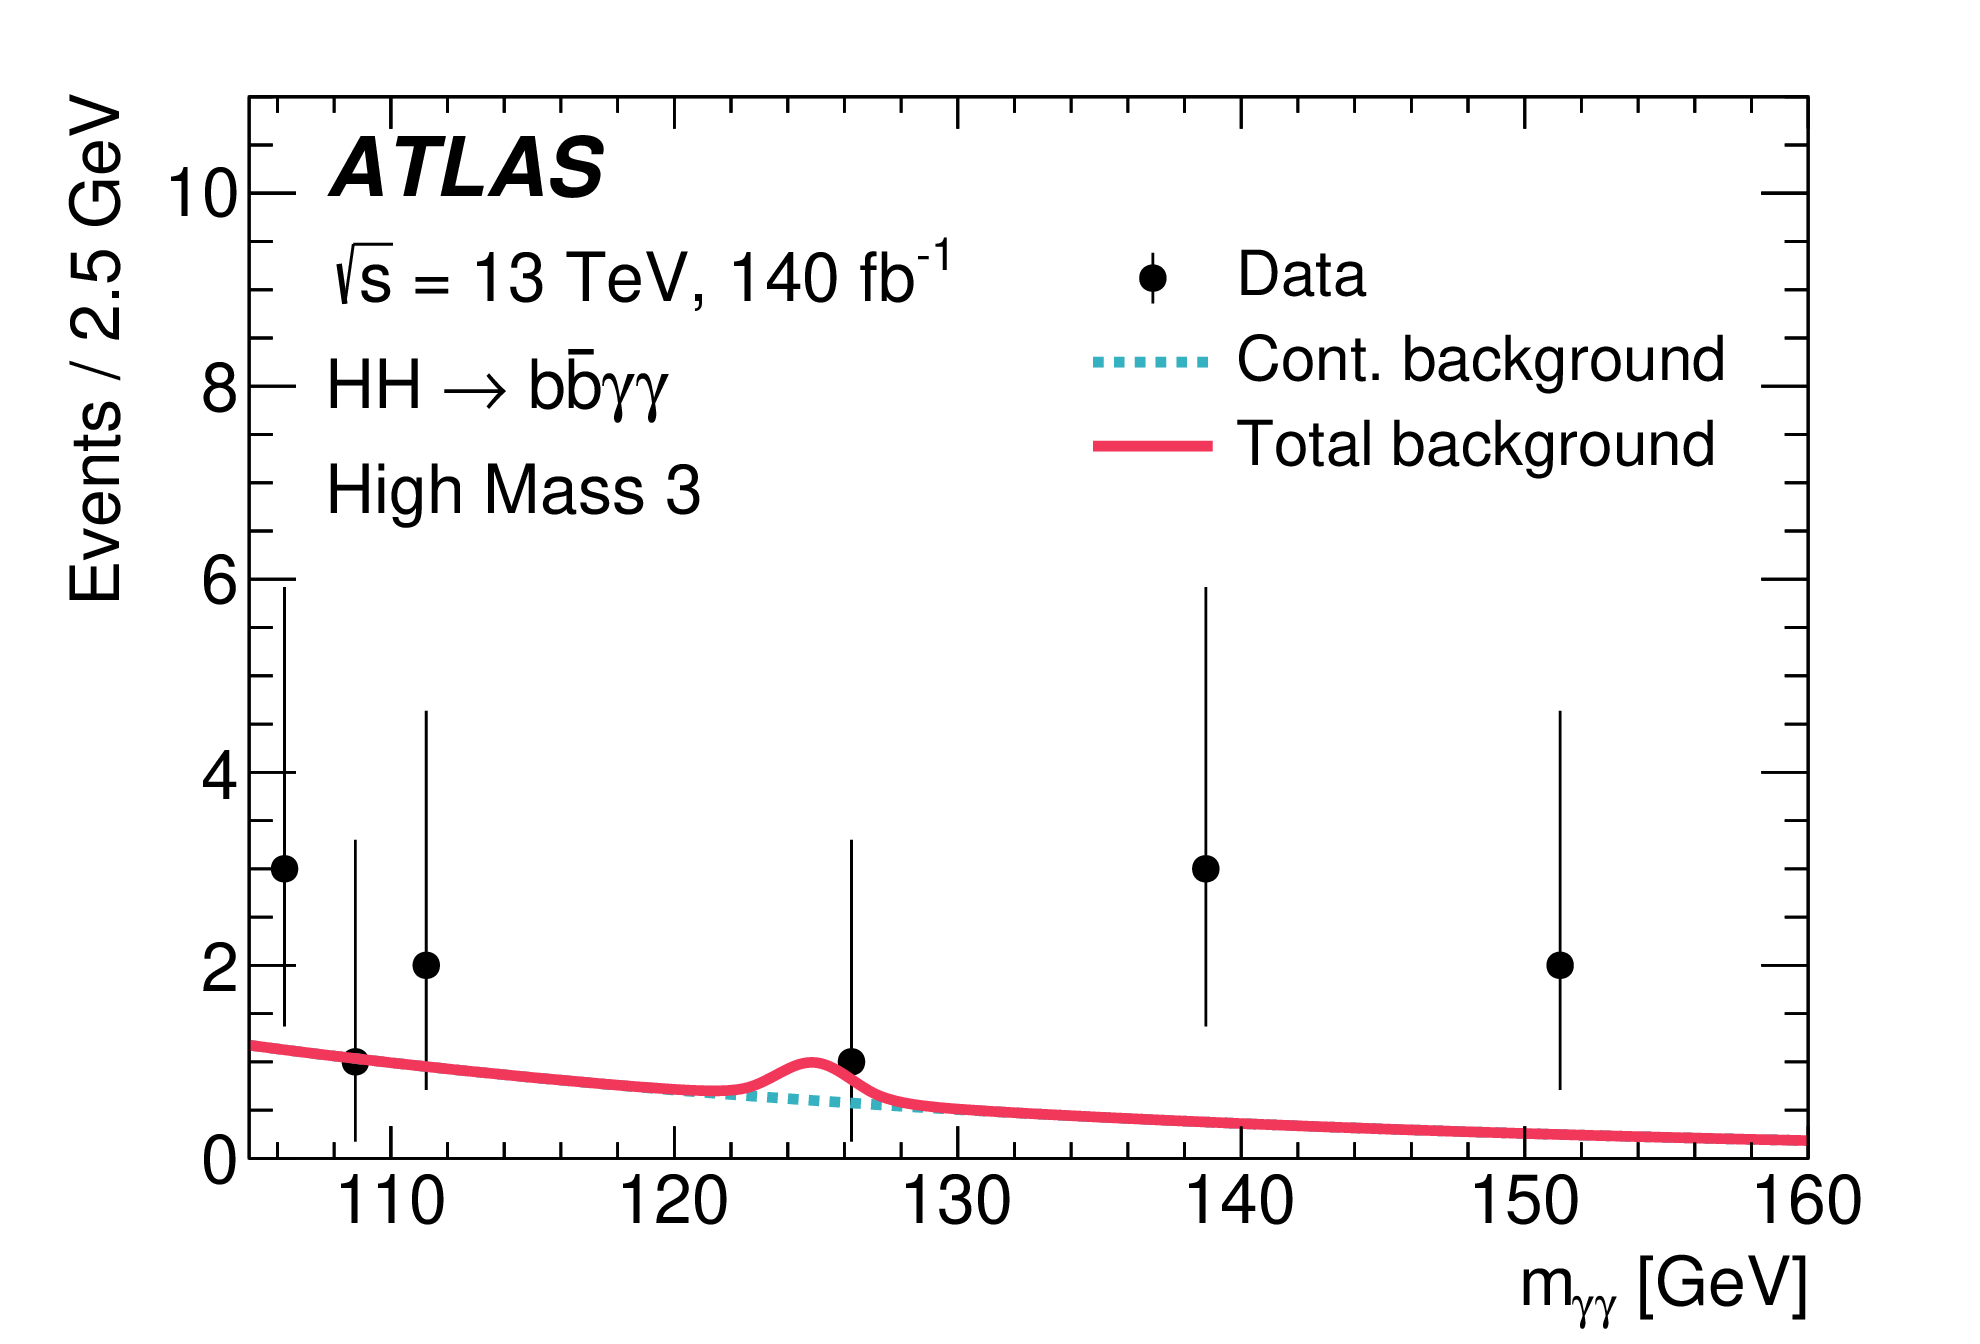 Events / 2.5 GeV
ATLAS
√s = 13 TeV, 140 fb⁻¹
HH → bb̄γγ
High Mass 3
Data
Cont. background
Total background
10
8
6
4
2
0
110 120 130 140 150 160
mγγ [GeV]